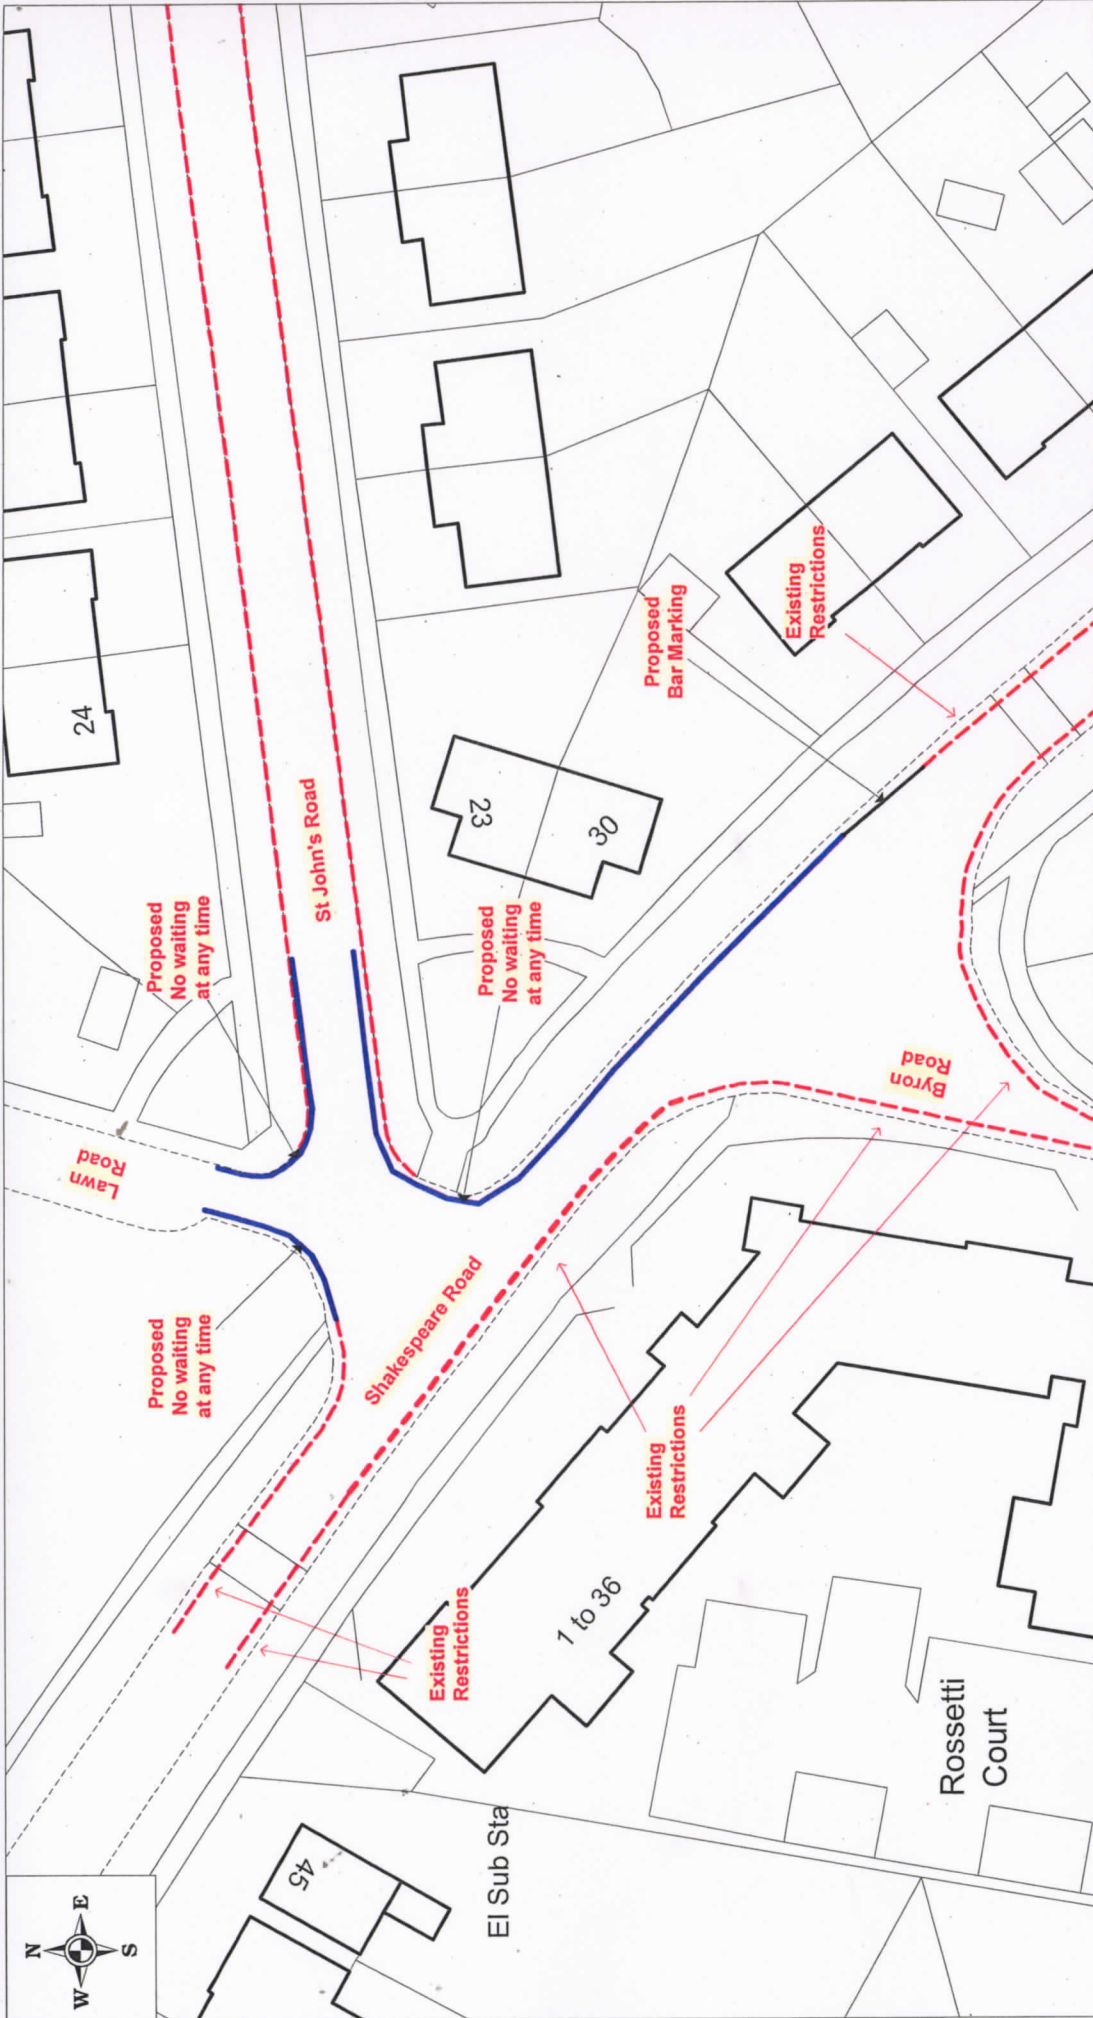 N
W
E
S
45
El Sub Sta
Existing
Restrictions
1 to 36
Rossetti
Court
Proposed
No waiting
at any time
Shakespeare Road
Existing
Restrictions
Lawn
Road
Proposed
No waiting
at any time
St John's Road
Proposed
No waiting
at any time
Byron
Road
24
23
30
Proposed
Bar Marking
Existing
Restrictions